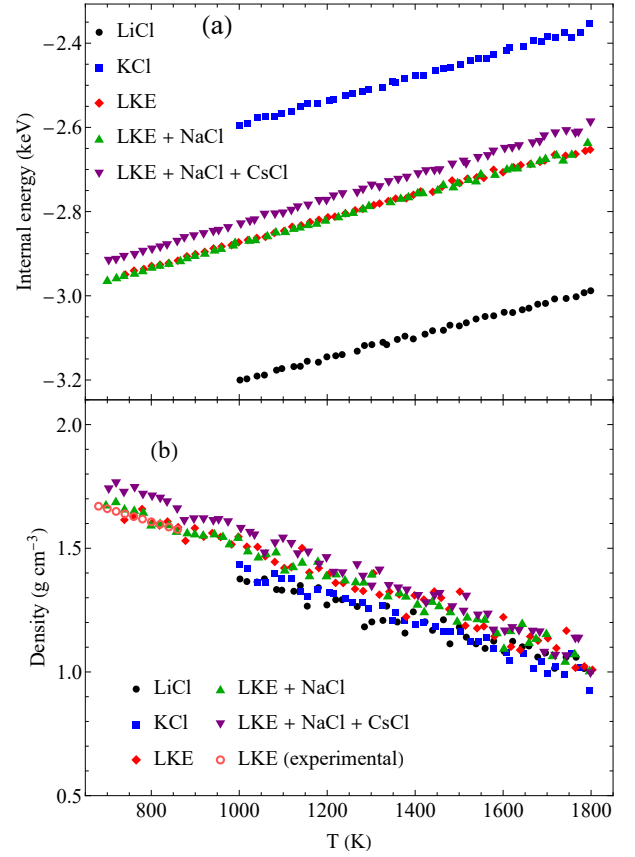 (a)
LiCl
KCl
LKE
LKE + NaCl
LKE + NaCl + CsCl
Internal energy (keV)
−2.4
−2.6
−2.8
−3.0
−3.2
(b)
Density (g cm⁻³)
2.0
1.5
1.0
0.5
LiCl
LKE + NaCl
KCl
LKE + NaCl + CsCl
LKE
LKE (experimental)
800 1000 1200 1400 1600 1800
T (K)